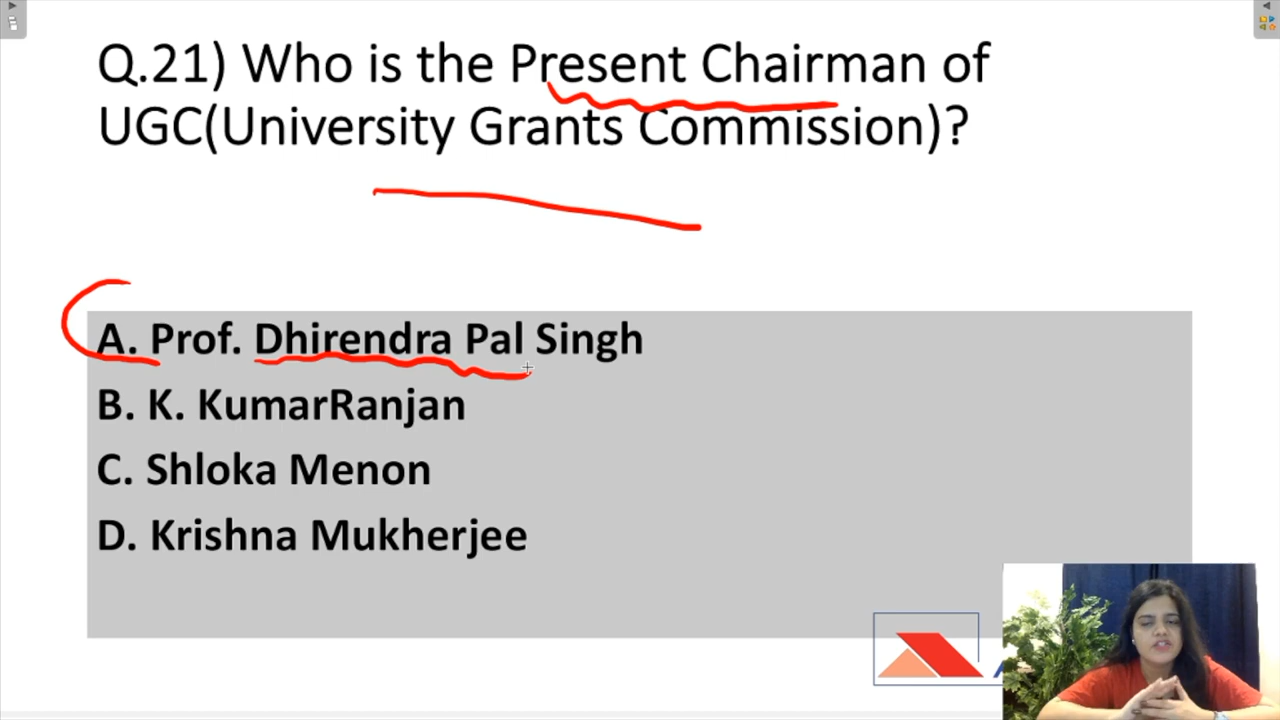 Q.21) Who is the Present Chairman of
UGC(University Grants Commission)?
A. Prof. Dhirendra Pal Singh
B. K. KumarRanjan
C. Shloka Menon
D. Krishna Mukherjee